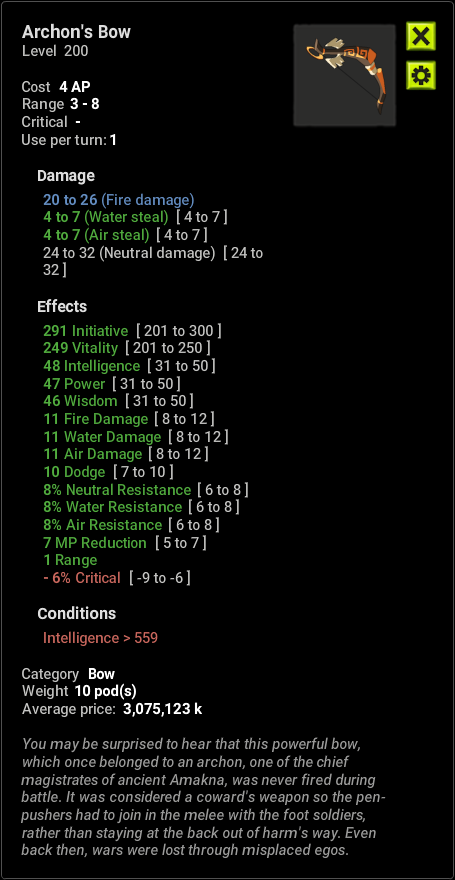 Archon's Bow
Level 200
Cost 4 AP
Range 3 - 8
Critical -
Use per turn: 1
Damage
20 to 26 (Fire damage)
4 to 7 (Water steal) [ 4 to 7 ]
4 to 7 (Air steal) [ 4 to 7 ]
24 to 32 (Neutral damage) [ 24 to
32 ]
Effects
291 Initiative [ 201 to 300 ]
249 Vitality [ 201 to 250 ]
48 Intelligence [ 31 to 50 ]
47 Power [ 31 to 50 ]
46 Wisdom [ 31 to 50 ]
11 Fire Damage [ 8 to 12 ]
11 Water Damage [ 8 to 12 ]
11 Air Damage [ 8 to 12 ]
10 Dodge [ 7 to 10 ]
8% Neutral Resistance [ 6 to 8 ]
8% Water Resistance [ 6 to 8 ]
8% Air Resistance [ 6 to 8 ]
7 MP Reduction [ 5 to 7 ]
1 Range
- 6% Critical [ -9 to -6 ]
Conditions
Intelligence > 559
Category Bow
Weight 10 pod(s)
Average price: 3,075,123 k
You may be surprised to hear that this powerful bow,
which once belonged to an archon, one of the chief
magistrates of ancient Amakna, was never fired during
battle. It was considered a coward's weapon so the pen-
pushers had to join in the melee with the foot soldiers,
rather than staying at the back out of harm's way. Even
back then, wars were lost through misplaced egos.